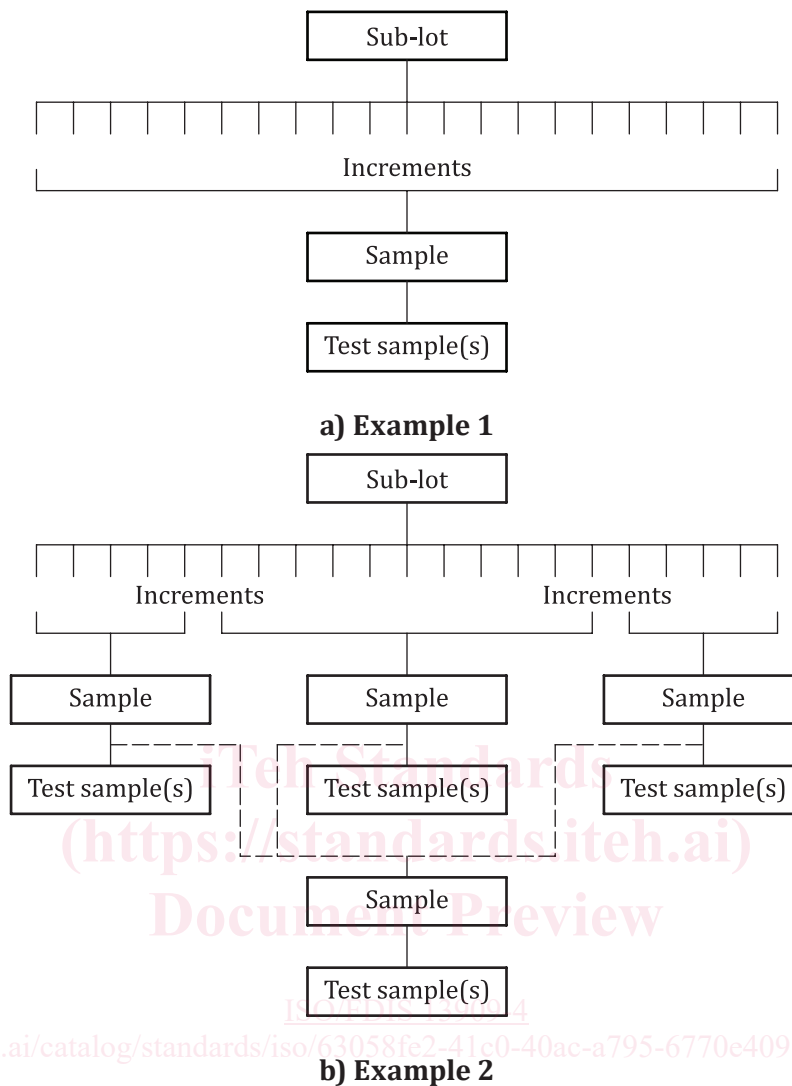 Sub-lot
Increments
Sample
Test sample(s)
a) Example 1
Sub-lot
Increments Increments
Sample Sample Sample
Test sample(s) Test sample(s) Test sample(s)
iTeh Standards
(https://standards.iteh.ai)
Sample
Document Preview
Test sample(s)
ISO/FDIS 13909-4
.ai/catalog/standards/iso/63058fe2-41c0-40ac-a795-6770e409
b) Example 2